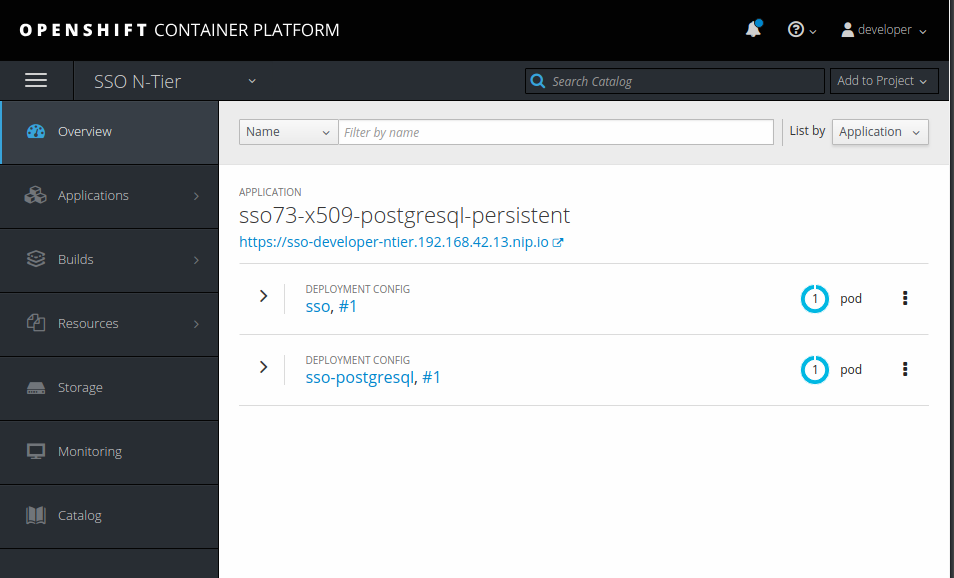 OPENSHIFT CONTAINER PLATFORM
developer
SSO N-Tier
Search Catalog
Add to Project
Overview
Applications
Builds
Resources
Storage
Monitoring
Catalog
Name
Filter by name
List by
Application
APPLICATION
sso73-x509-postgresql-persistent
https://sso-developer-ntier.192.168.42.13.nip.io
DEPLOYMENT CONFIG
sso, #1
1 pod
DEPLOYMENT CONFIG
sso-postgresql, #1
1 pod